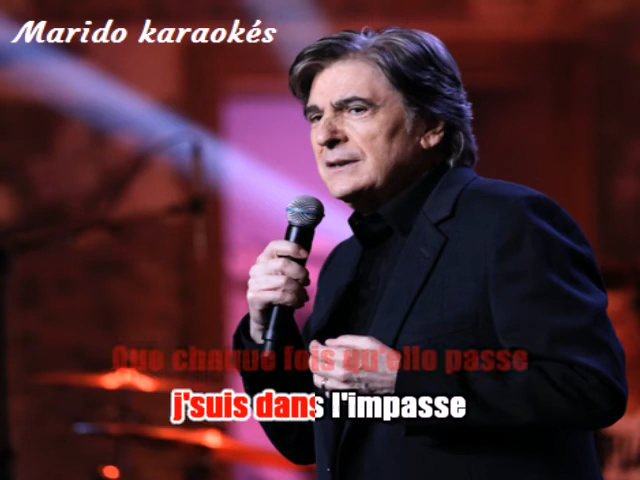 Marido karaokés
Que chaque fois qu'elle passe
j'suis dans l'impasse